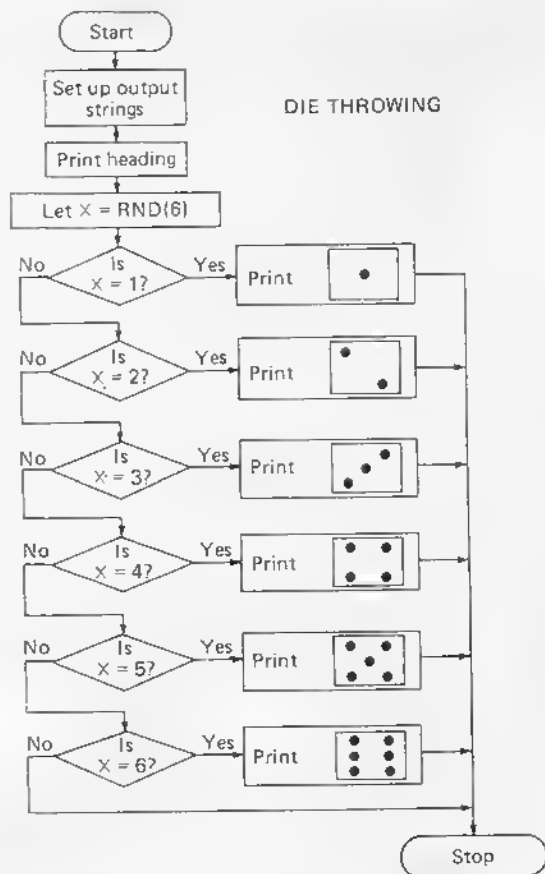 Start
Set up output
strings
DIE THROWING
Print heading
Let X = RND(6)
Is
X = 1?
No
Yes
Print
Is
X = 2?
No
Yes
Print
Is
X = 3?
No
Yes
Print
Is
X = 4?
No
Yes
Print
Is
X = 5?
No
Yes
Print
Is
X = 6?
No
Yes
Print
Stop